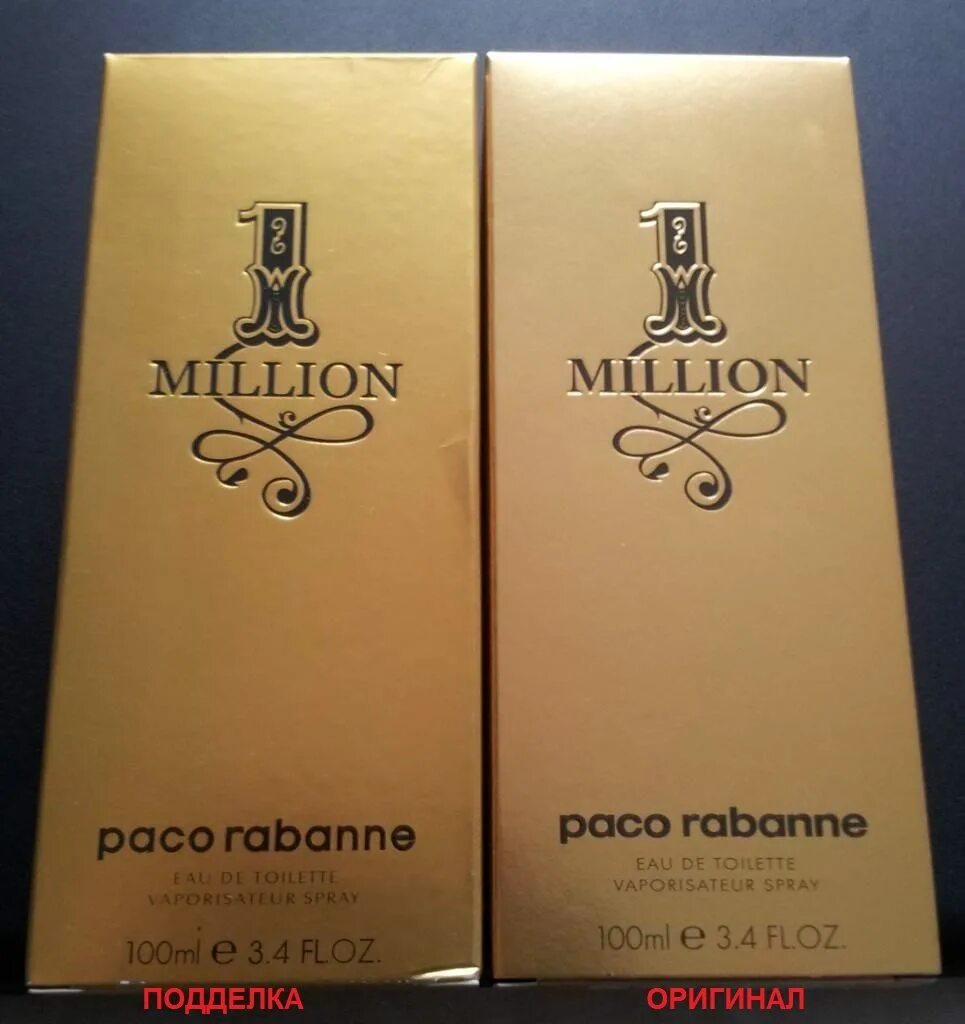 1
MILLION
paco rabanne
EAU DE TOILETTE
VAPORISATEUR SPRAY
100ml e 3.4 FL.OZ.
ПОДДЕЛКА
1
MILLION
paco rabanne
EAU DE TOILETTE
VAPORISATEUR SPRAY
100ml e 3.4 FL.OZ.
ОРИГИНАЛ